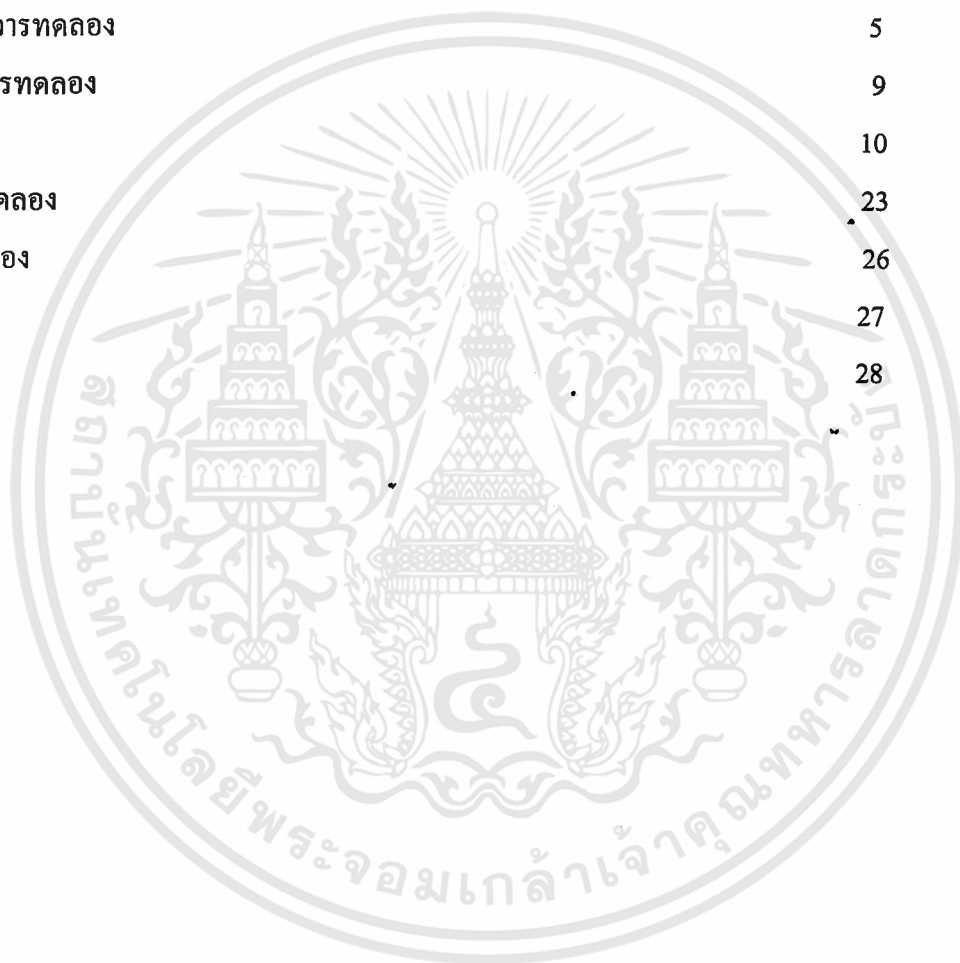 วารทดลอง 5
รทดลอง 9
10
ดลอง 23
อง 26
27
28
สถาบันเทคโนโลยีพระจอมเกล้าเจ้าคุณทหารลาดกระบัง
๔